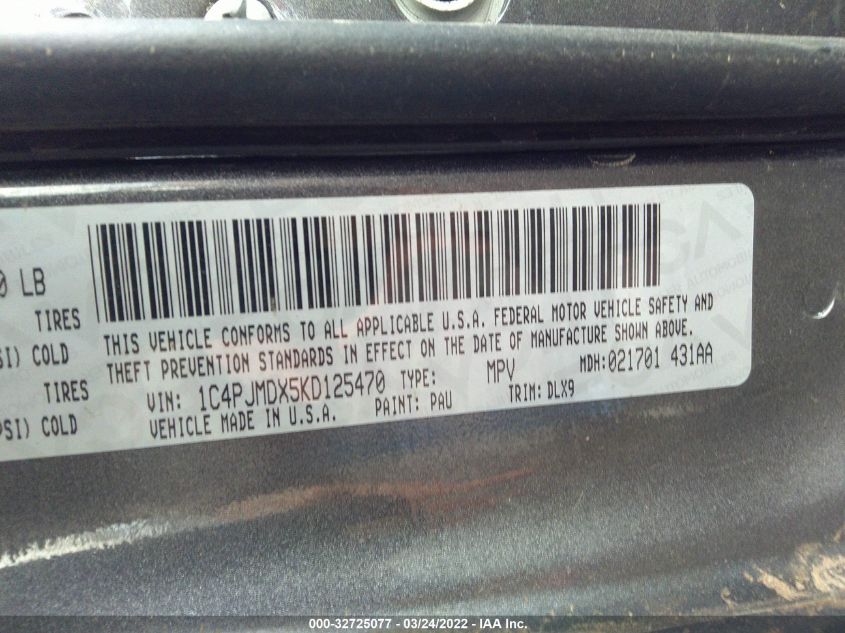 0 LB
TIRES
SI) COLD
TIRES
PSI) COLD
THIS VEHICLE CONFORMS TO ALL APPLICABLE U.S.A. FEDERAL MOTOR VEHICLE SAFETY AND
THEFT PREVENTION STANDARDS IN EFFECT ON THE DATE OF MANUFACTURE SHOWN ABOVE.
VIN: 1C4PJMDX5KD125470 TYPE: MPV MDH:021701 431AA
VEHICLE MADE IN U.S.A. PAINT: PAU TRIM: DLX9
000-32725077 - 03/24/2022 - IAA Inc.